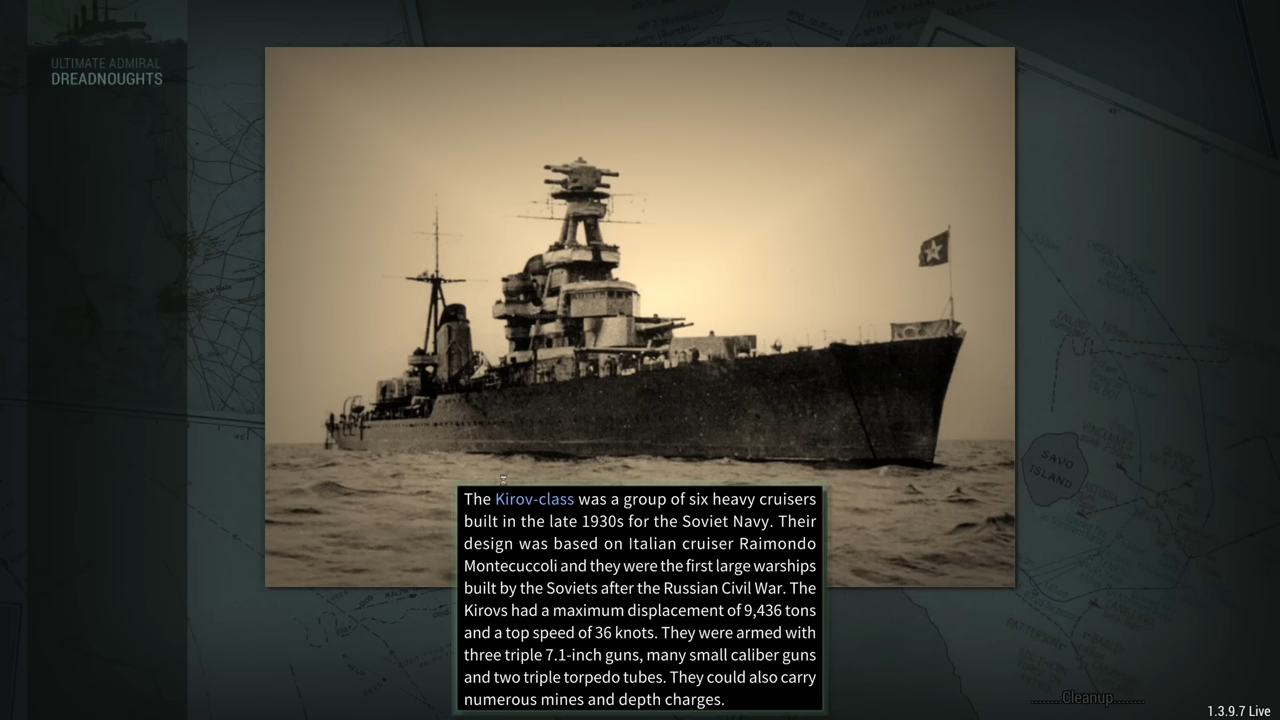 ULTIMATE ADMIRAL
DREADNOUGHTS
SAVO
ISLAND
The Kirov-class was a group of six heavy cruisers
built in the late 1930s for the Soviet Navy. Their
design was based on Italian cruiser Raimondo
Montecuccoli and they were the first large warships
built by the Soviets after the Russian Civil War. The
Kirovs had a maximum displacement of 9,436 tons
and a top speed of 36 knots. They were armed with
three triple 7.1-inch guns, many small caliber guns
and two triple torpedo tubes. They could also carry
numerous mines and depth charges.
........Cleanup........
1.3.9.7 Live